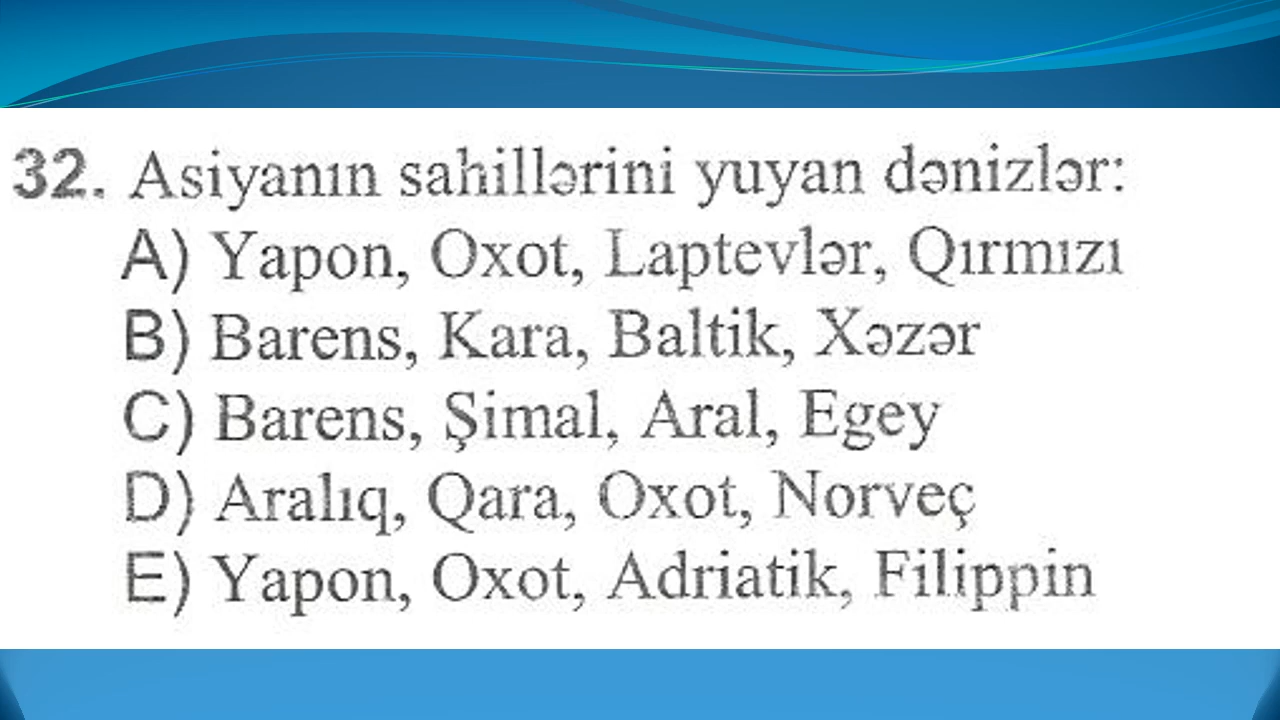 32. Asiyanın sahillərini yuyan dənizlər:
A) Yapon, Oxot, Laptevlər, Qırmızı
B) Barens, Kara, Baltik, Xəzər
C) Barens, Şimal, Aral, Egey
D) Aralıq, Qara, Oxot, Norveç
E) Yapon, Oxot, Adriatik, Filippin